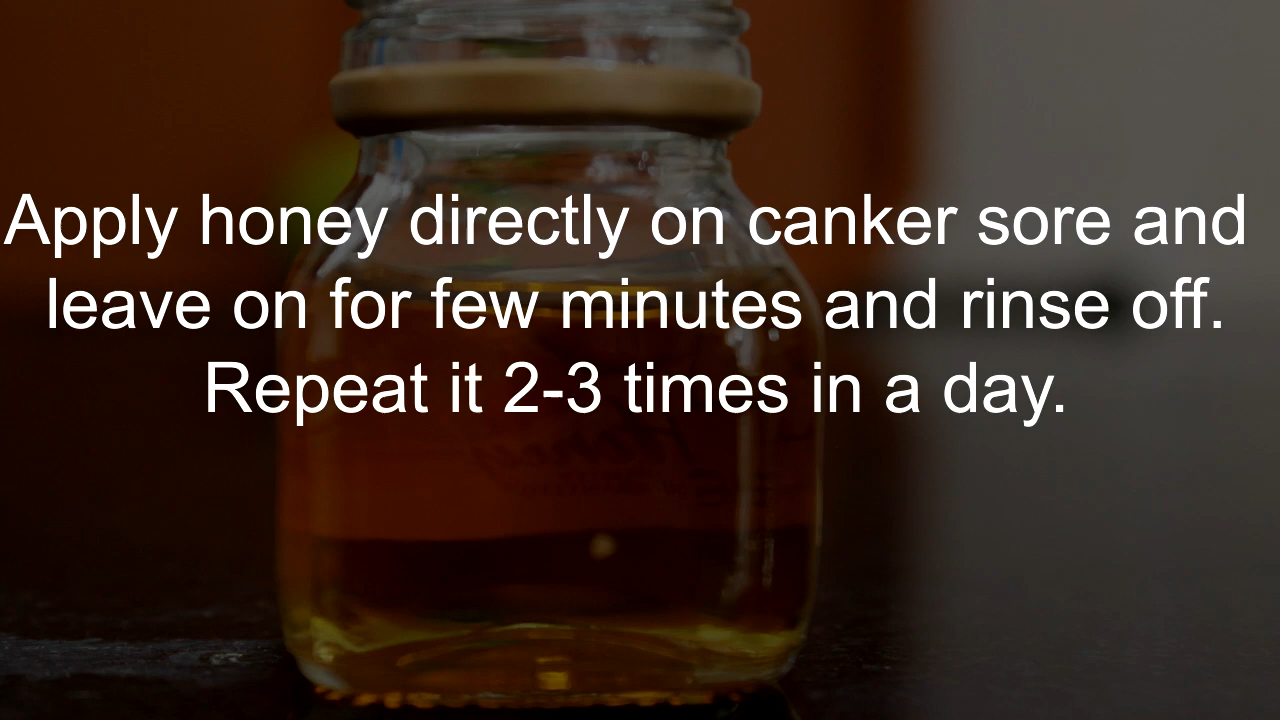 Apply honey directly on canker sore and
leave on for few minutes and rinse off.
Repeat it 2-3 times in a day.